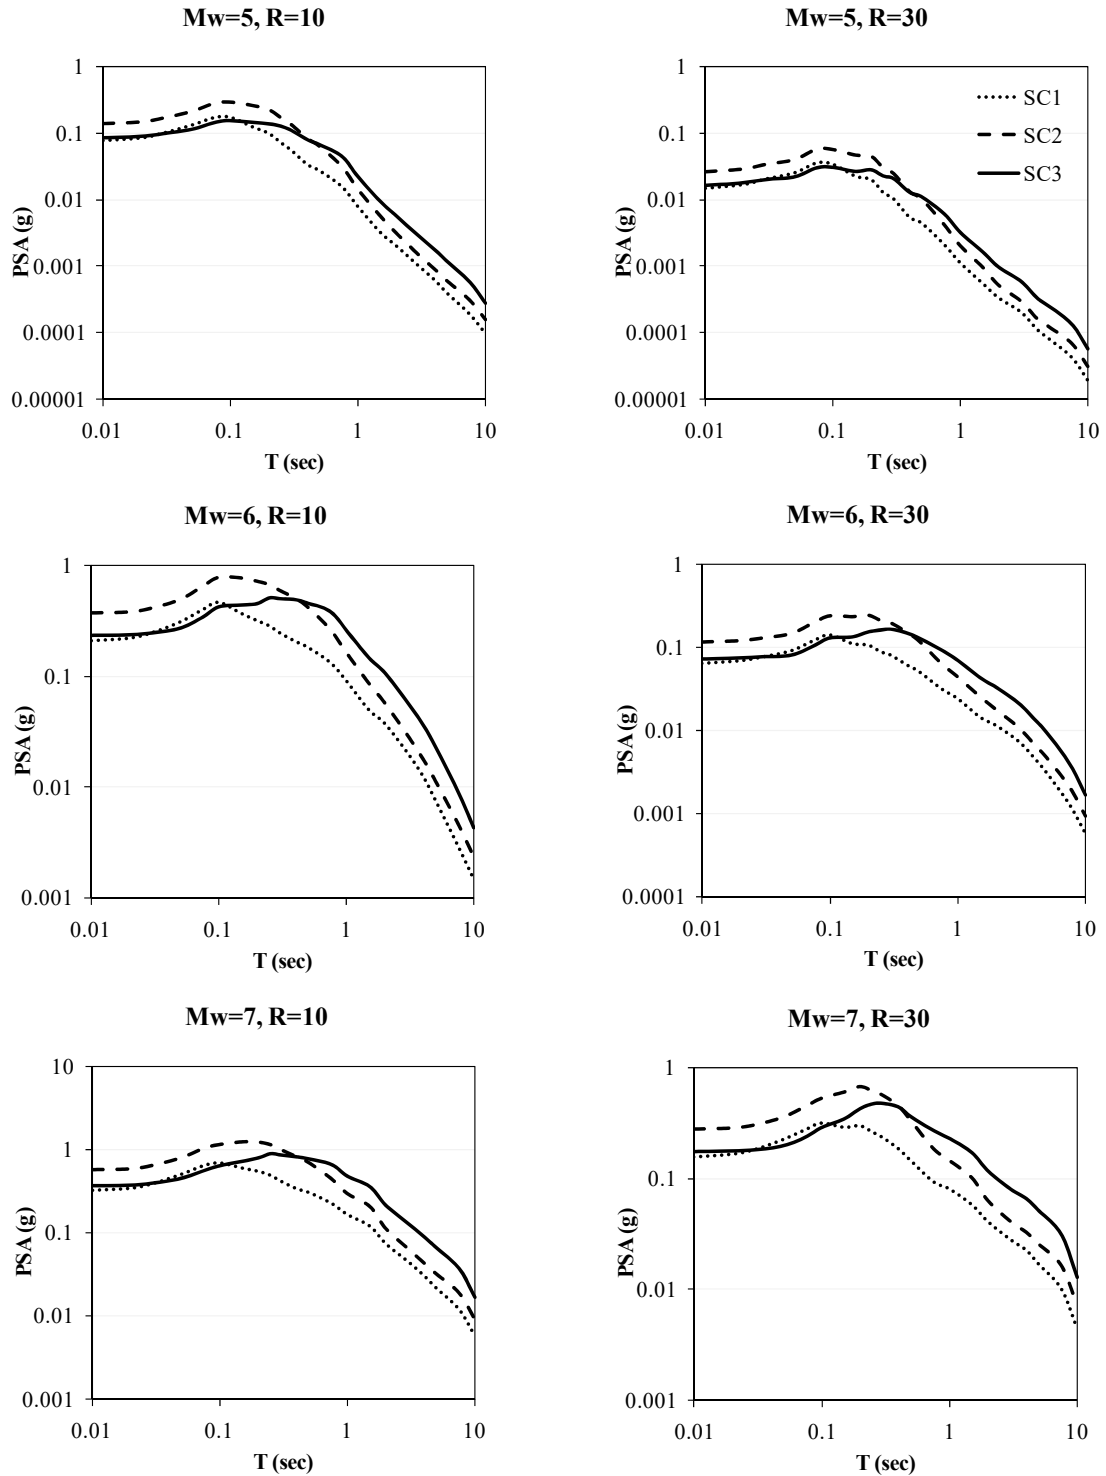 Mw=5, R=10
1
0.1
0.01
0.001
0.0001
0.00001
PSA (g)
0.01 0.1 1 10
T (sec)
Mw=5, R=30
1
0.1
0.01
0.001
0.0001
0.00001
PSA (g)
SC1
SC2
SC3
0.01 0.1 1 10
T (sec)
Mw=6, R=10
1
0.1
0.01
0.001
PSA (g)
0.01 0.1 1 10
T (sec)
Mw=6, R=30
1
0.1
0.01
0.001
0.0001
PSA (g)
0.01 0.1 1 10
T (sec)
Mw=7, R=10
10
1
0.1
0.01
0.001
PSA (g)
0.01 0.1 1 10
T (sec)
Mw=7, R=30
1
0.1
0.01
0.001
PSA (g)
0.01 0.1 1 10
T (sec)